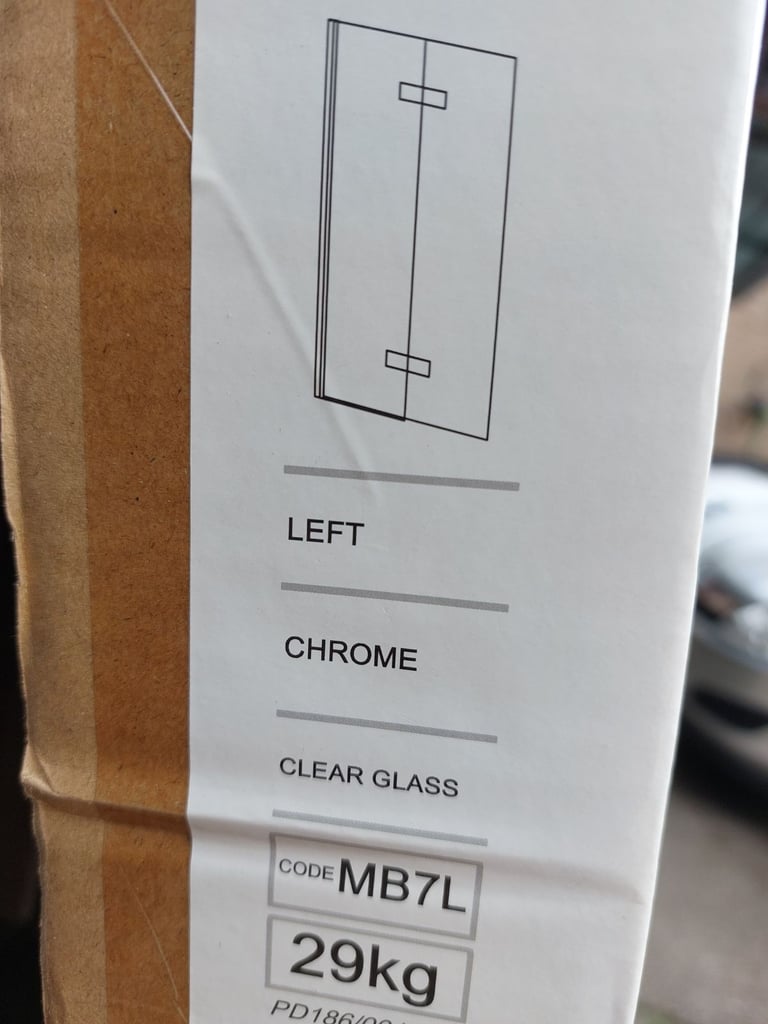 LEFT
CHROME
CLEAR GLASS
CODE MB7L
29kg